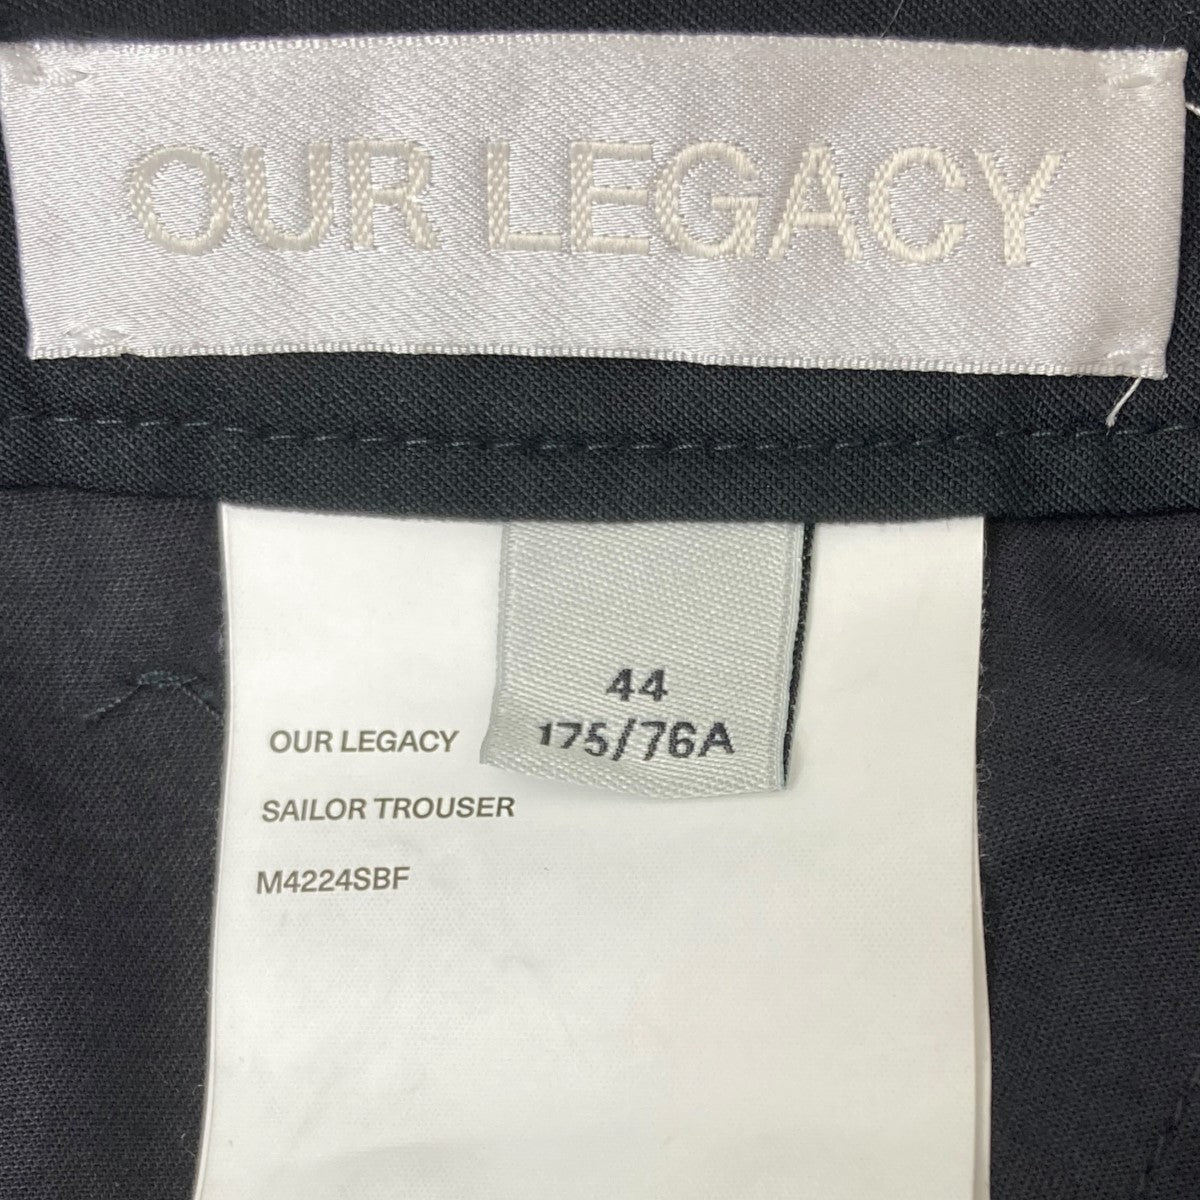 OUR LEGACY
44
175/76A
OUR LEGACY
SAILOR TROUSER
M4224SBF